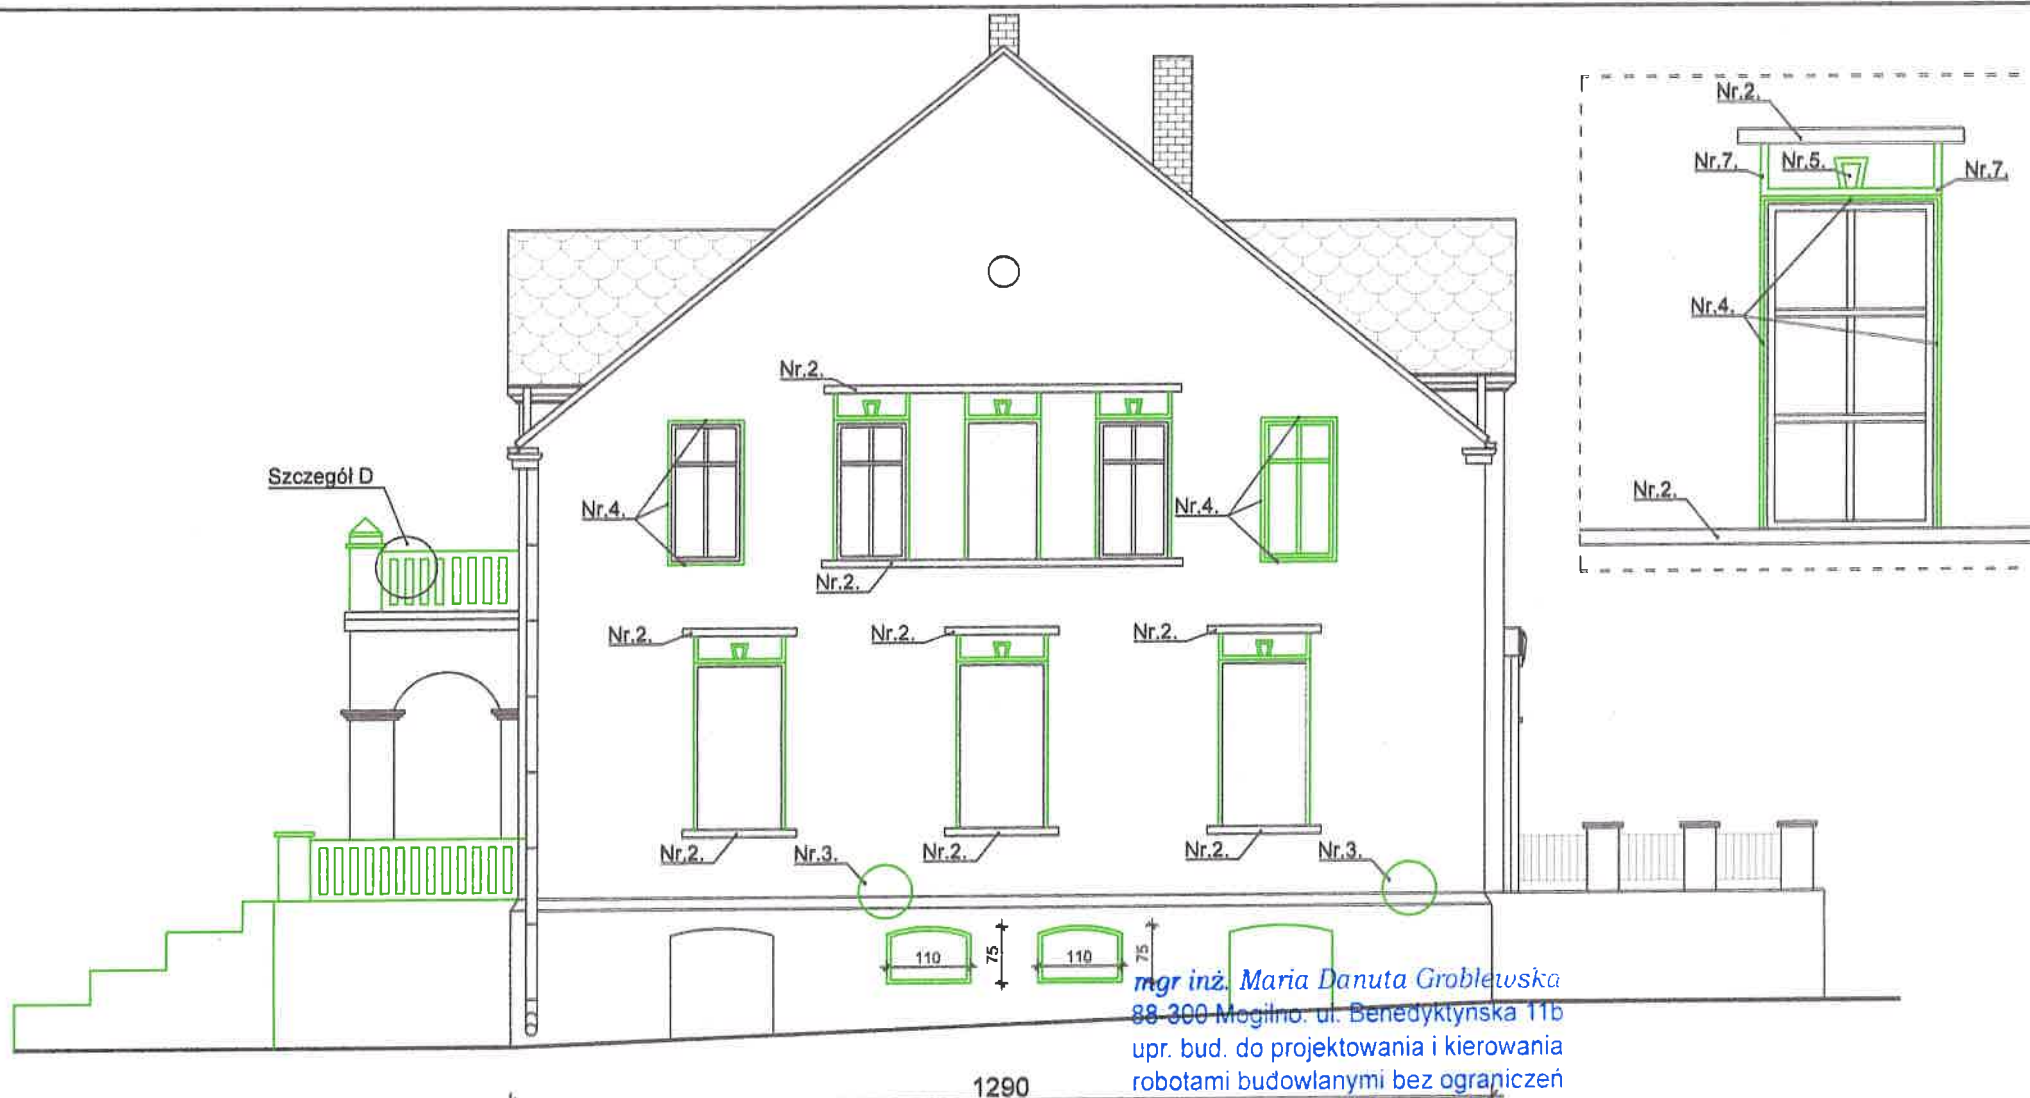 Nr.2.
Nr.7.
Nr.5.
Nr.7.
Nr.4.
Nr.2.
Nr.2.
Szczegół D
Nr.4.
Nr.4.
Nr.2.
Nr.2.
Nr.2.
Nr.2.
Nr.2.
Nr.3.
Nr.2.
Nr.2.
Nr.3.
110
75
110
75
mgr inż. Maria Danuta Groblewska
88-300 Mogilno. ul. Benedyktyńska 11b
upr. bud. do projektowania i kierowania
robotami budowlanymi bez ograniczeń
1290